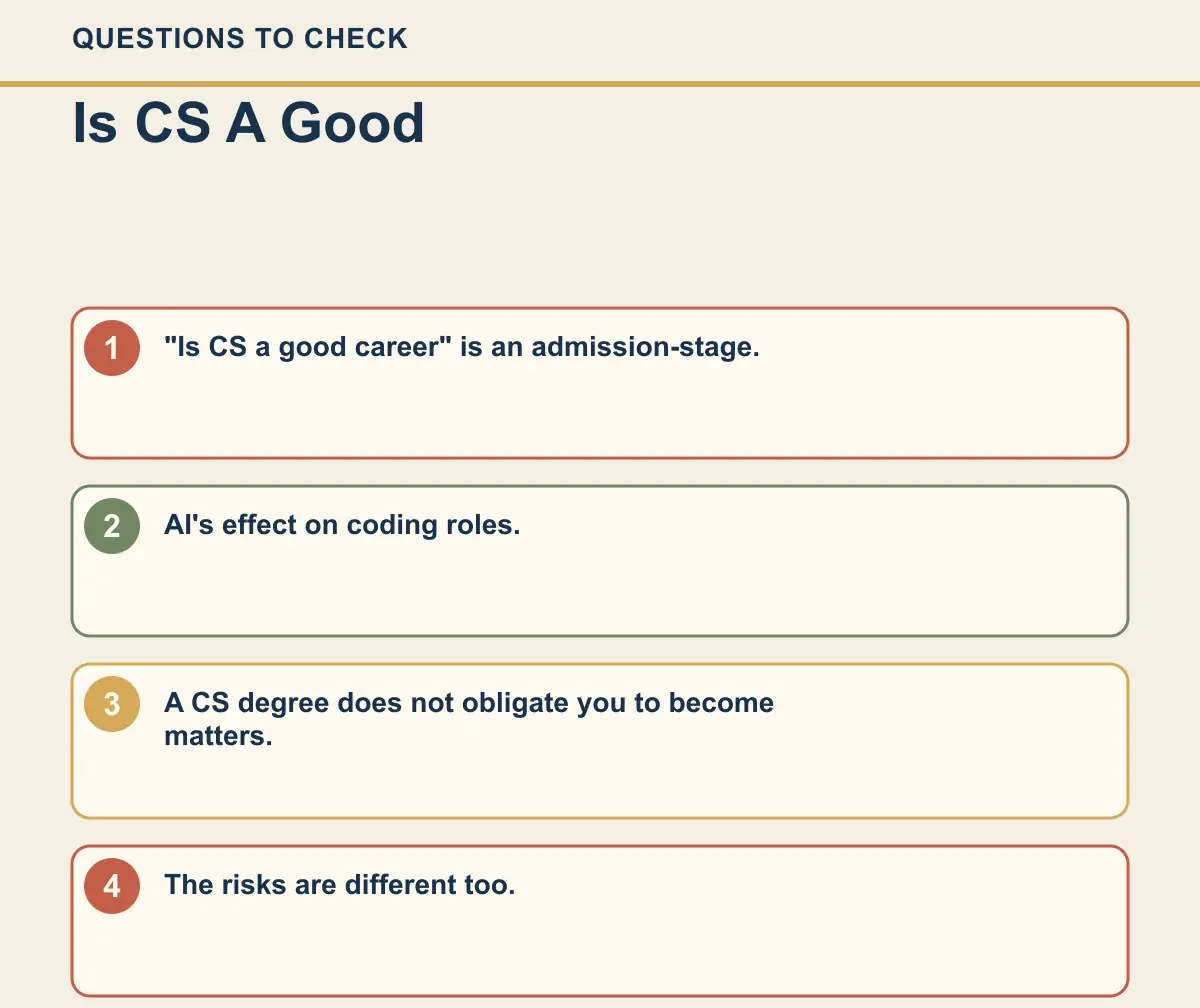 QUESTIONS TO CHECK
Is CS A Good
1
"Is CS a good career" is an admission-stage.
2
AI's effect on coding roles.
3
A CS degree does not obligate you to become
matters.
4
The risks are different too.